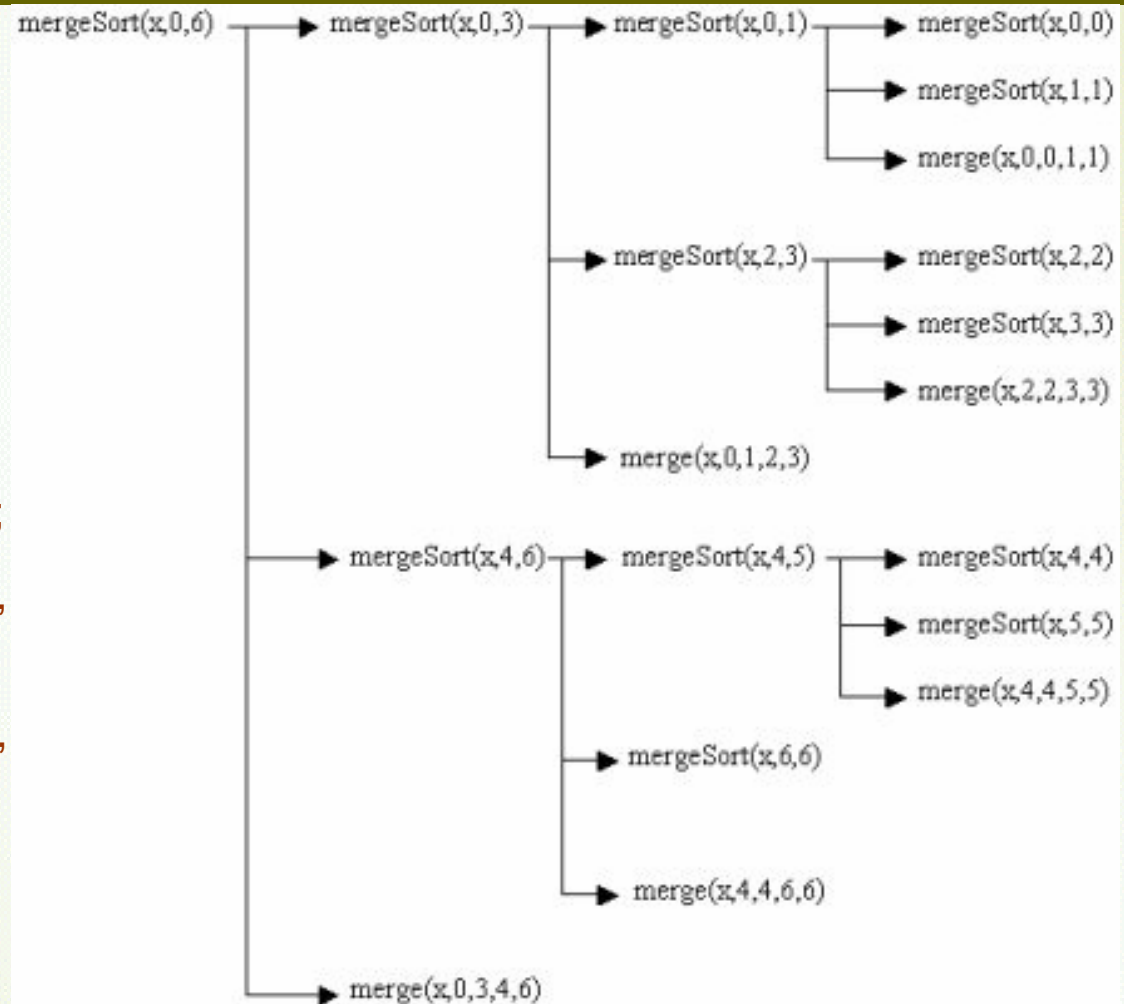 mergeSort(x,0,6) mergeSort(x,0,3) mergeSort(x,0,1) mergeSort(x,0,0)
mergeSort(x,1,1)
merge(x,0,0,1,1)
mergeSort(x,2,3) mergeSort(x,2,2)
mergeSort(x,3,3)
merge(x,2,2,3,3)
merge(x,0,1,2,3)
mergeSort(x,4,6) mergeSort(x,4,5) mergeSort(x,4,4)
mergeSort(x,5,5)
merge(x,4,4,5,5)
mergeSort(x,6,6)
merge(x,4,4,6,6)
merge(x,0,3,4,6)